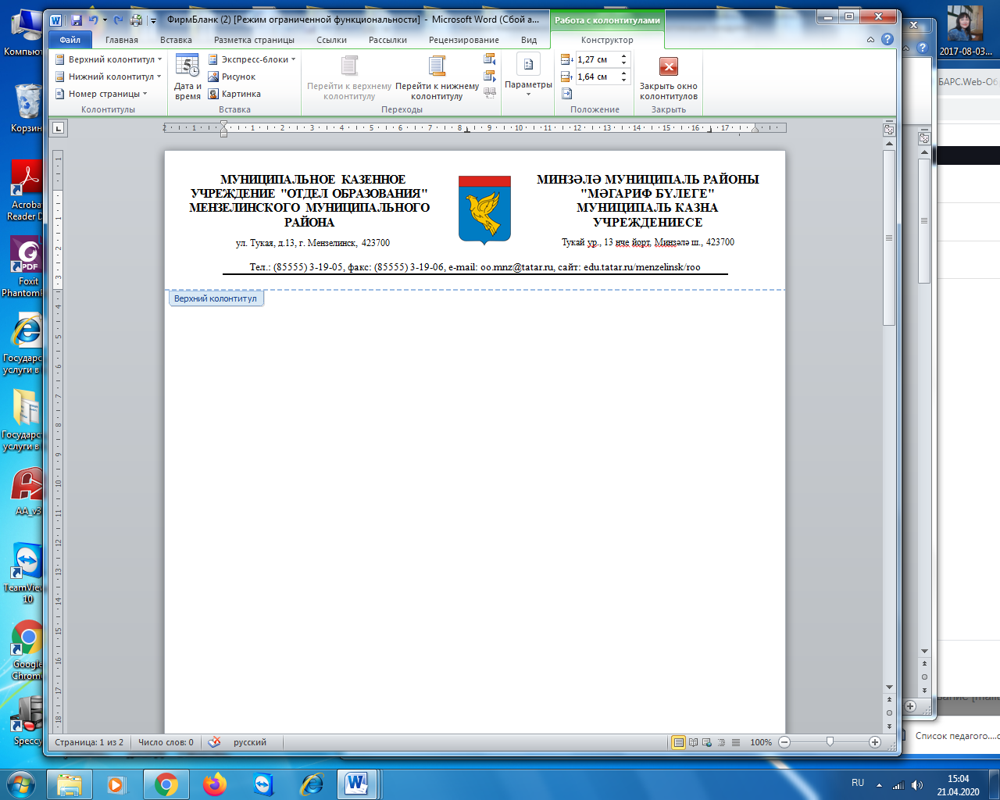 ФирмБланк (2) [Режим ограниченной функциональности] - Microsoft Word (Сбой а...
Работа с колонтитулами
Файл
Главная
Вставка
Разметка страницы
Ссылки
Рассылки
Рецензирование
Вид
Конструктор
Верхний колонтитул
Нижний колонтитул
Номер страницы
Колонтитулы
Дата и
время
Экспресс-блоки
Рисунок
Картинка
Вставка
Перейти к верхнему
колонтитулу
Перейти к нижнему
колонтитулу
Переходы
Параметры
1,27 см
1,64 см
Положение
Закрыть окно
колонтитулов
Закрыть
МУНИЦИПАЛЬНОЕ КАЗЕННОЕ
УЧРЕЖДЕНИЕ "ОТДЕЛ ОБРАЗОВАНИЯ"
МЕНЗЕЛИНСКОГО МУНИЦИПАЛЬНОГО
РАЙОНА
ул. Тукая, д.13, г. Мензелинск, 423700
МИНЗӘЛӘ МУНИЦИПАЛЬ РАЙОНЫ
"МӘГАРИФ БҮЛЕГЕ"
МУНИЦИПАЛЬ КАЗНА
УЧРЕЖДЕНИЕСЕ
Тукай ур., 13 нче йорт, Минзәлә ш., 423700
Тел.: (85555) 3-19-05, факс: (85555) 3-19-06, e-mail: oo.mnz@tatar.ru, сайт: edu.tatar.ru/menzelinsk/roo
Верхний колонтитул
Страница: 1 из 2
Число слов: 0
русский
100%
Компьют
Корзин
Acroba
Reader D
Foxit
PhantomP
Государс
услуги в
Государс
услуги в
AA_v3
TeamView
10
Google
Chrome
Speccy
2017-08-03...
БАРС.Web-Об
Список педагого....d
RU
15:04
21.04.2020